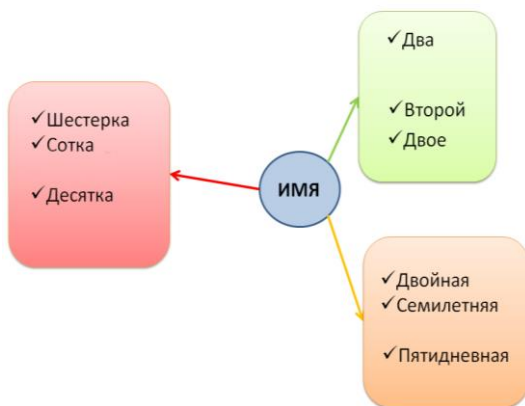 ✓Шестерка
✓Сотка
✓Десятка
ИМЯ
✓Два
✓Второй
✓Двое
✓Двойная
✓Семилетняя
✓Пятидневная